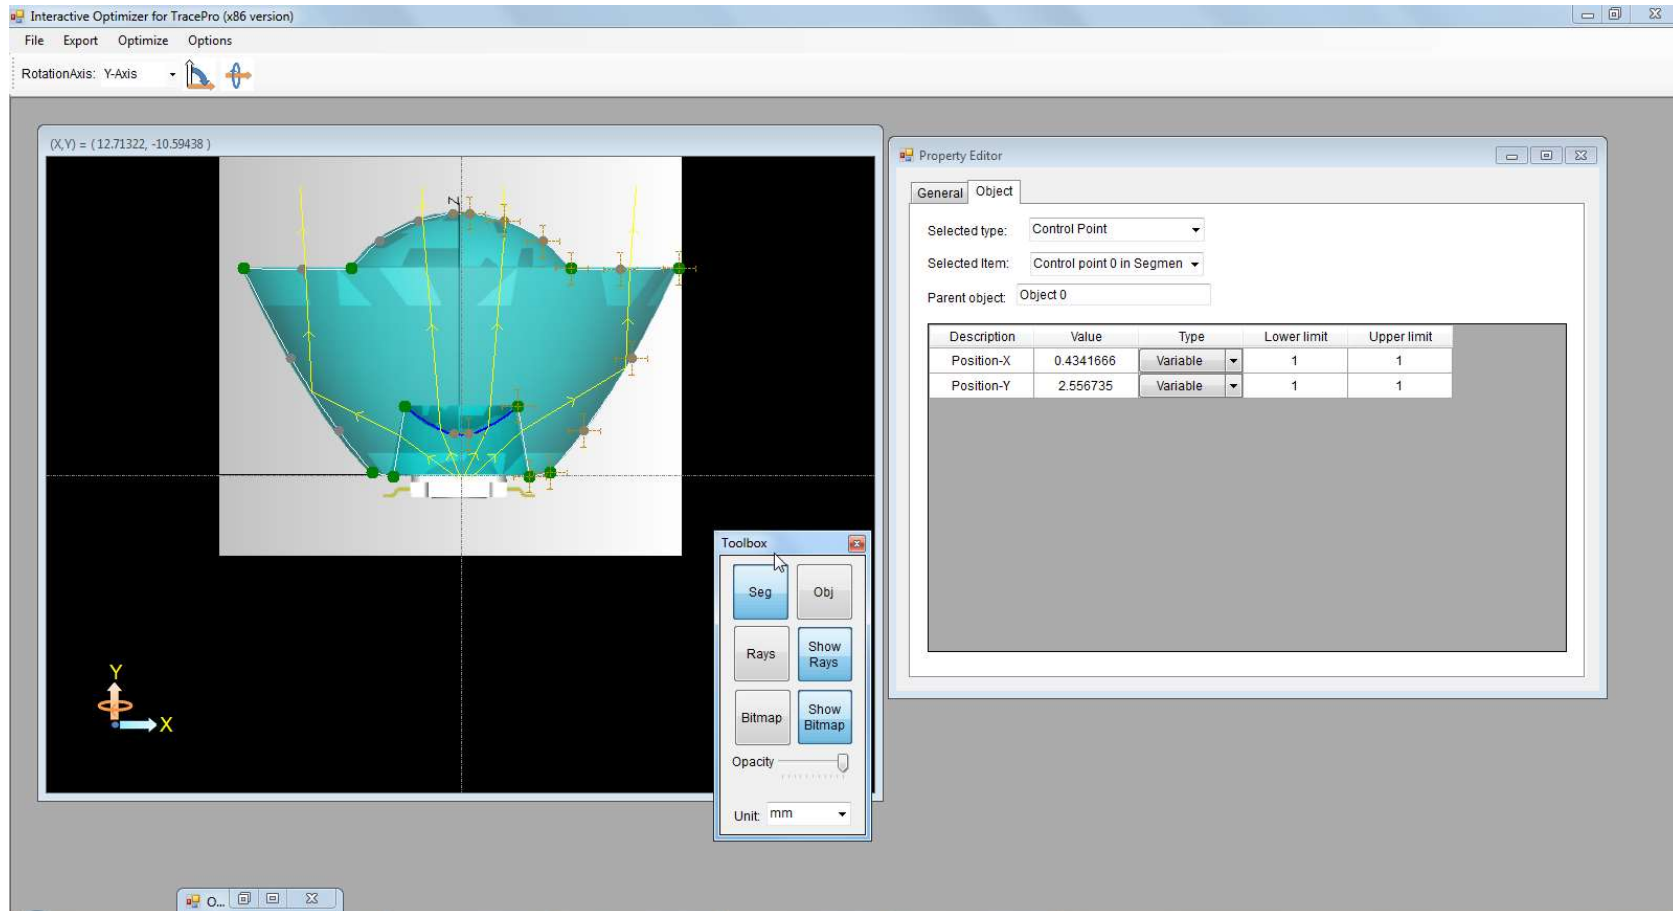 Interactive Optimizer for TracePro (x86 version)
File Export Optimize Options
RotationAxis: Y-Axis
(X,Y) = ( 12.71322, -10.59438 )
Z
Y
X
Toolbox
Seg Obj
Rays Show Rays
Bitmap Show Bitmap
Opacity
Unit: mm
Property Editor
General Object
Selected type: Control Point
Selected Item: Control point 0 in Segmen
Parent object: Object 0
Description Value Type Lower limit Upper limit
Position-X 0.4341666 Variable 1 1
Position-Y 2.556735 Variable 1 1
O...